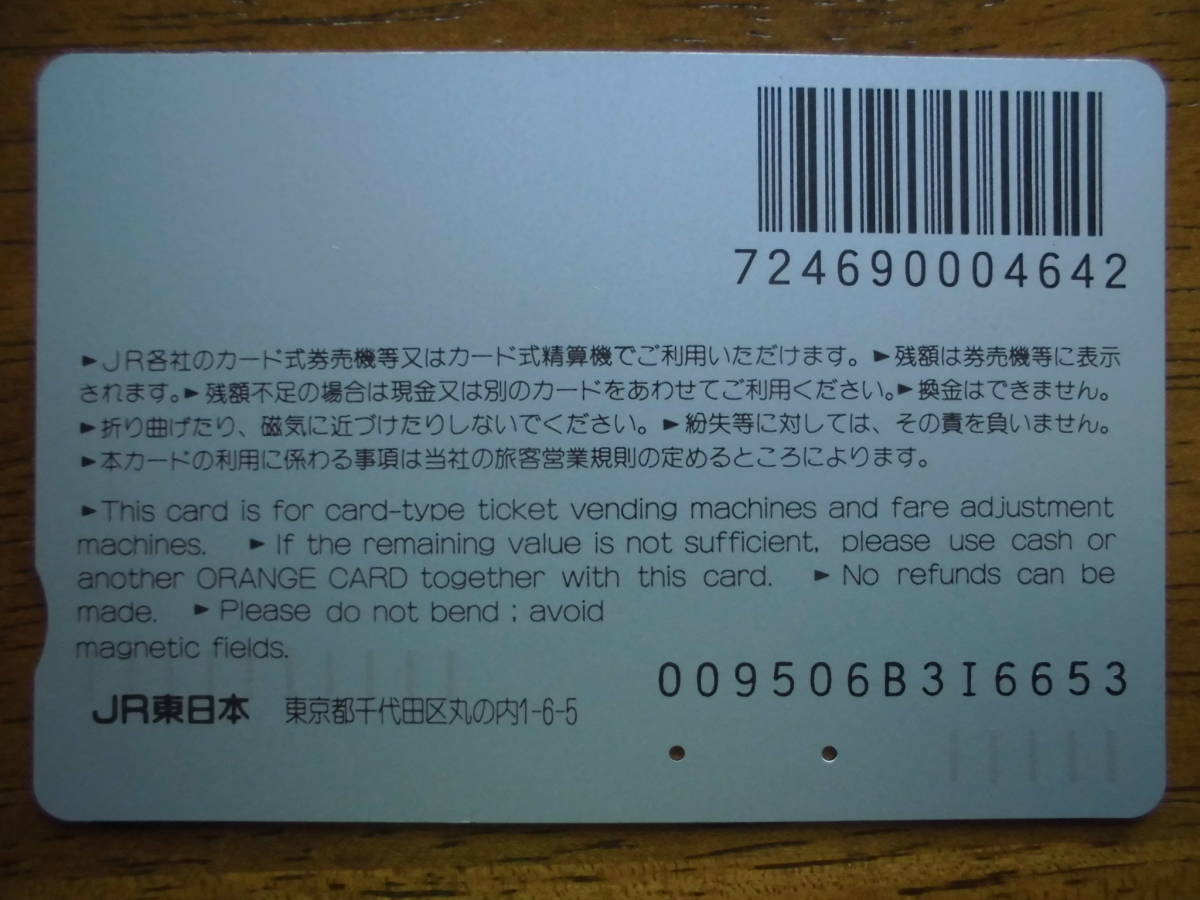 724690004642
►JR各社のカード式券売機等又はカード式精算機でご利用いただけます。►残額は券売機等に表示
されます。►残額不足の場合は現金又は別のカードをあわせてご利用ください。►換金はできません。
►折り曲げたり、磁気に近づけたりしないでください。►紛失等に対しては、その責を負いません。
►本カードの利用に係わる事項は当社の旅客営業規則の定めるところによります。
►This card is for card-type ticket vending machines and fare adjustment
machines. ►If the remaining value is not sufficient, please use cash or
another ORANGE CARD together with this card. ►No refunds can be
made. ►Please do not bend ; avoid
magnetic fields.
009506B3I6653
JR東日本 東京都千代田区丸の内1-6-5